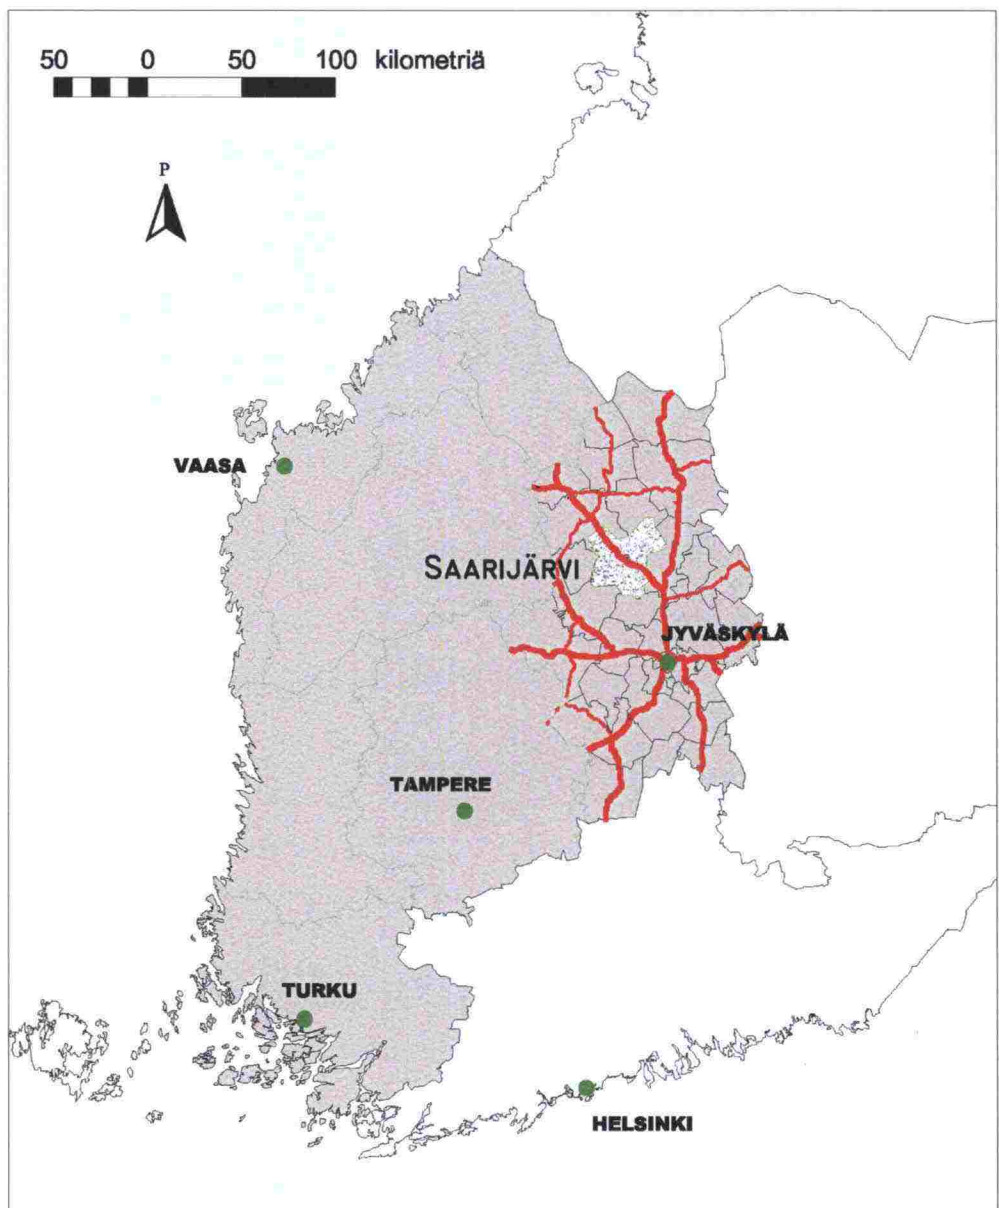 50 0 50 100 kilometriä
P
VAASA
SAARIJÄRVI
JYVÄSKYLÄ
TAMPERE
TURKU
HELSINKI